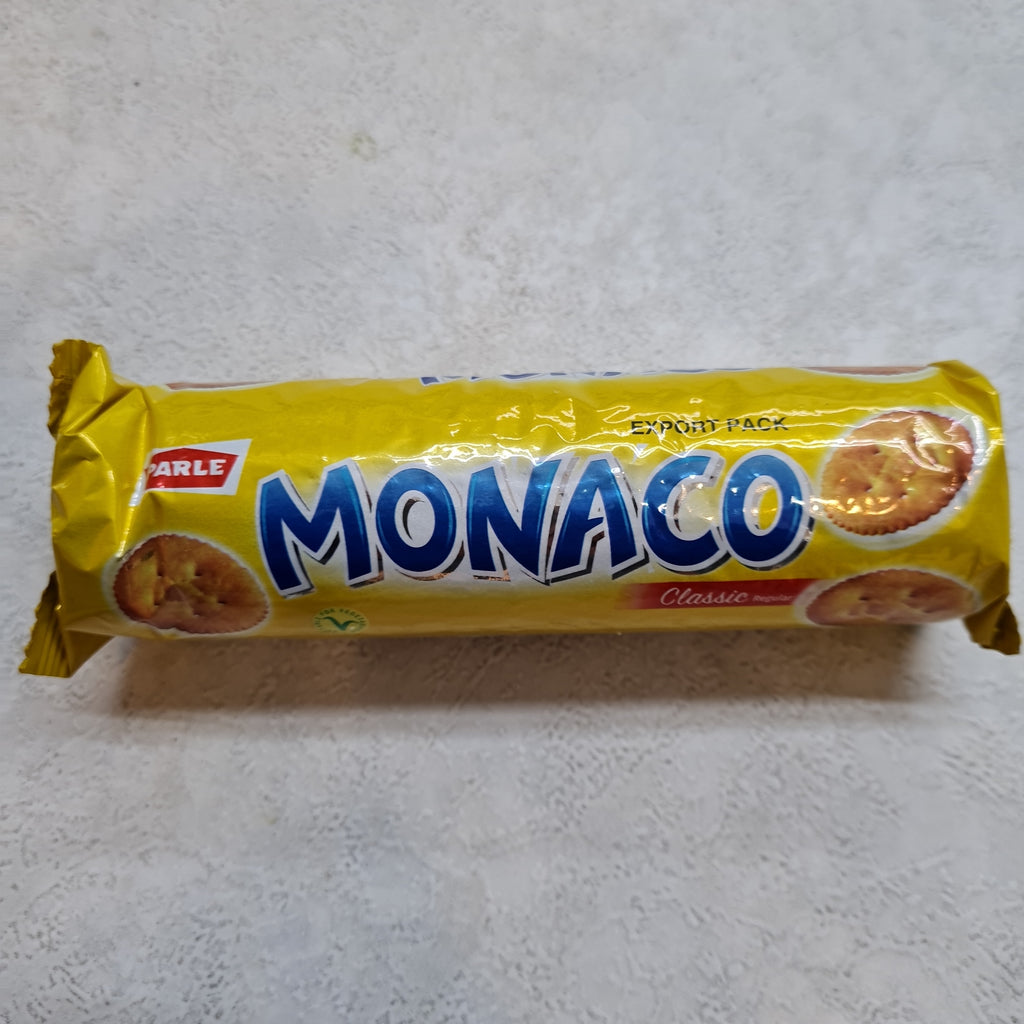 EXPORT PACK
PARLE
MONACO
Classic Regular